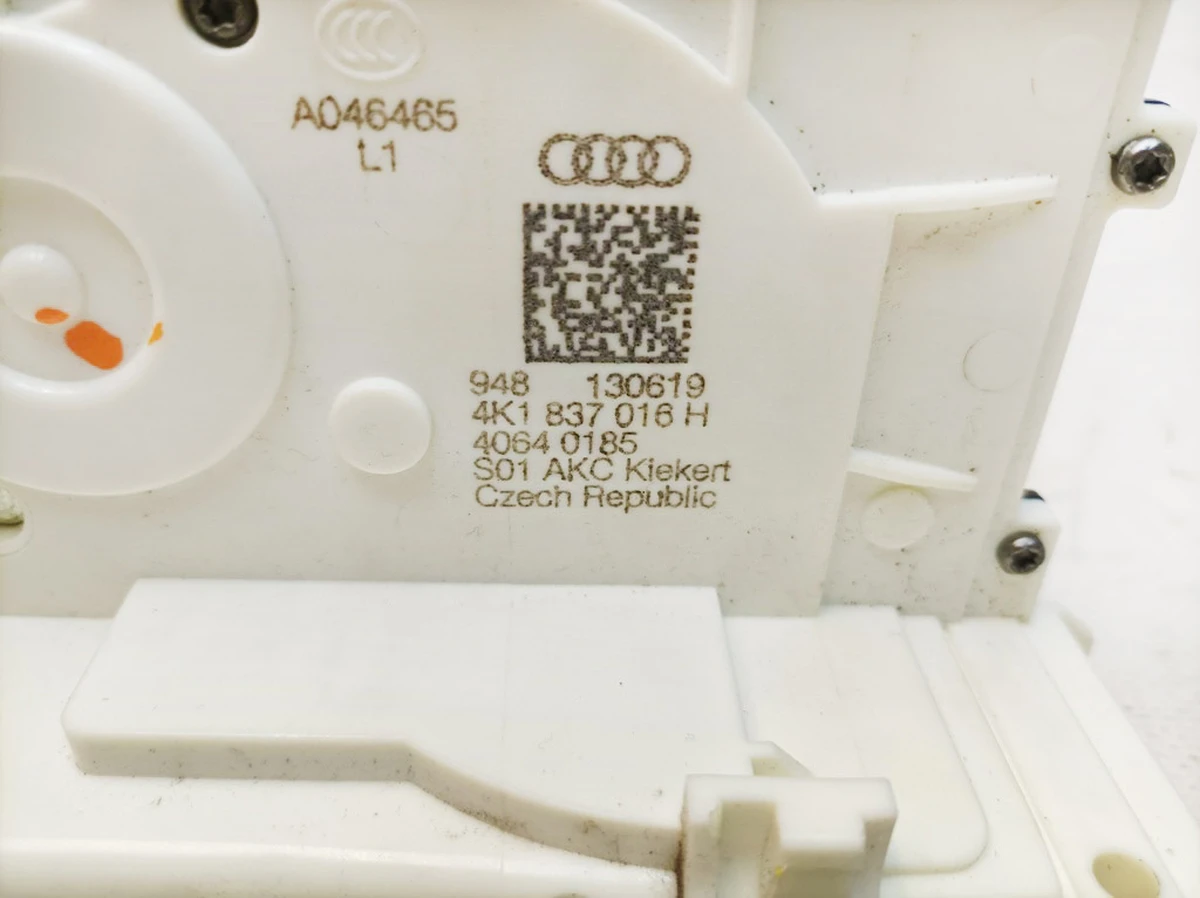 A046465
L1
948 130619
4K1 837 016 H
4064 0185
S01 AKC Kiekert
Czech Republic